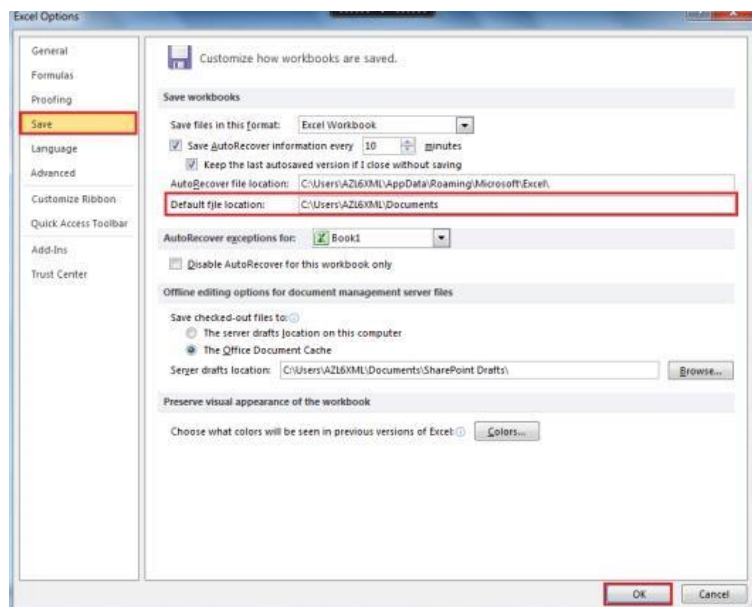 Excel Options
General
Formulas
Proofing
Save
Language
Advanced
Customize Ribbon
Quick Access Toolbar
Add-Ins
Trust Center
Customize how workbooks are saved.
Save workbooks
Save files in this format: Excel Workbook
Save AutoRecover information every 10 minutes
Keep the last autosaved version if I close without saving
AutoRecover file location: C:\Users\AZL6XML\AppData\Roaming\Microsoft\Excel\
Default file location: C:\Users\AZL6XML\Documents
AutoRecover exceptions for: Book1
Disable AutoRecover for this workbook only
Offline editing options for document management server files
Save checked-out files to:
The server drafts location on this computer
The Office Document Cache
Server drafts location: C:\Users\AZL6XML\Documents\SharePoint Drafts\ Browse...
Preserve visual appearance of the workbook
Choose what colors will be seen in previous versions of Excel: Colors...
OK Cancel